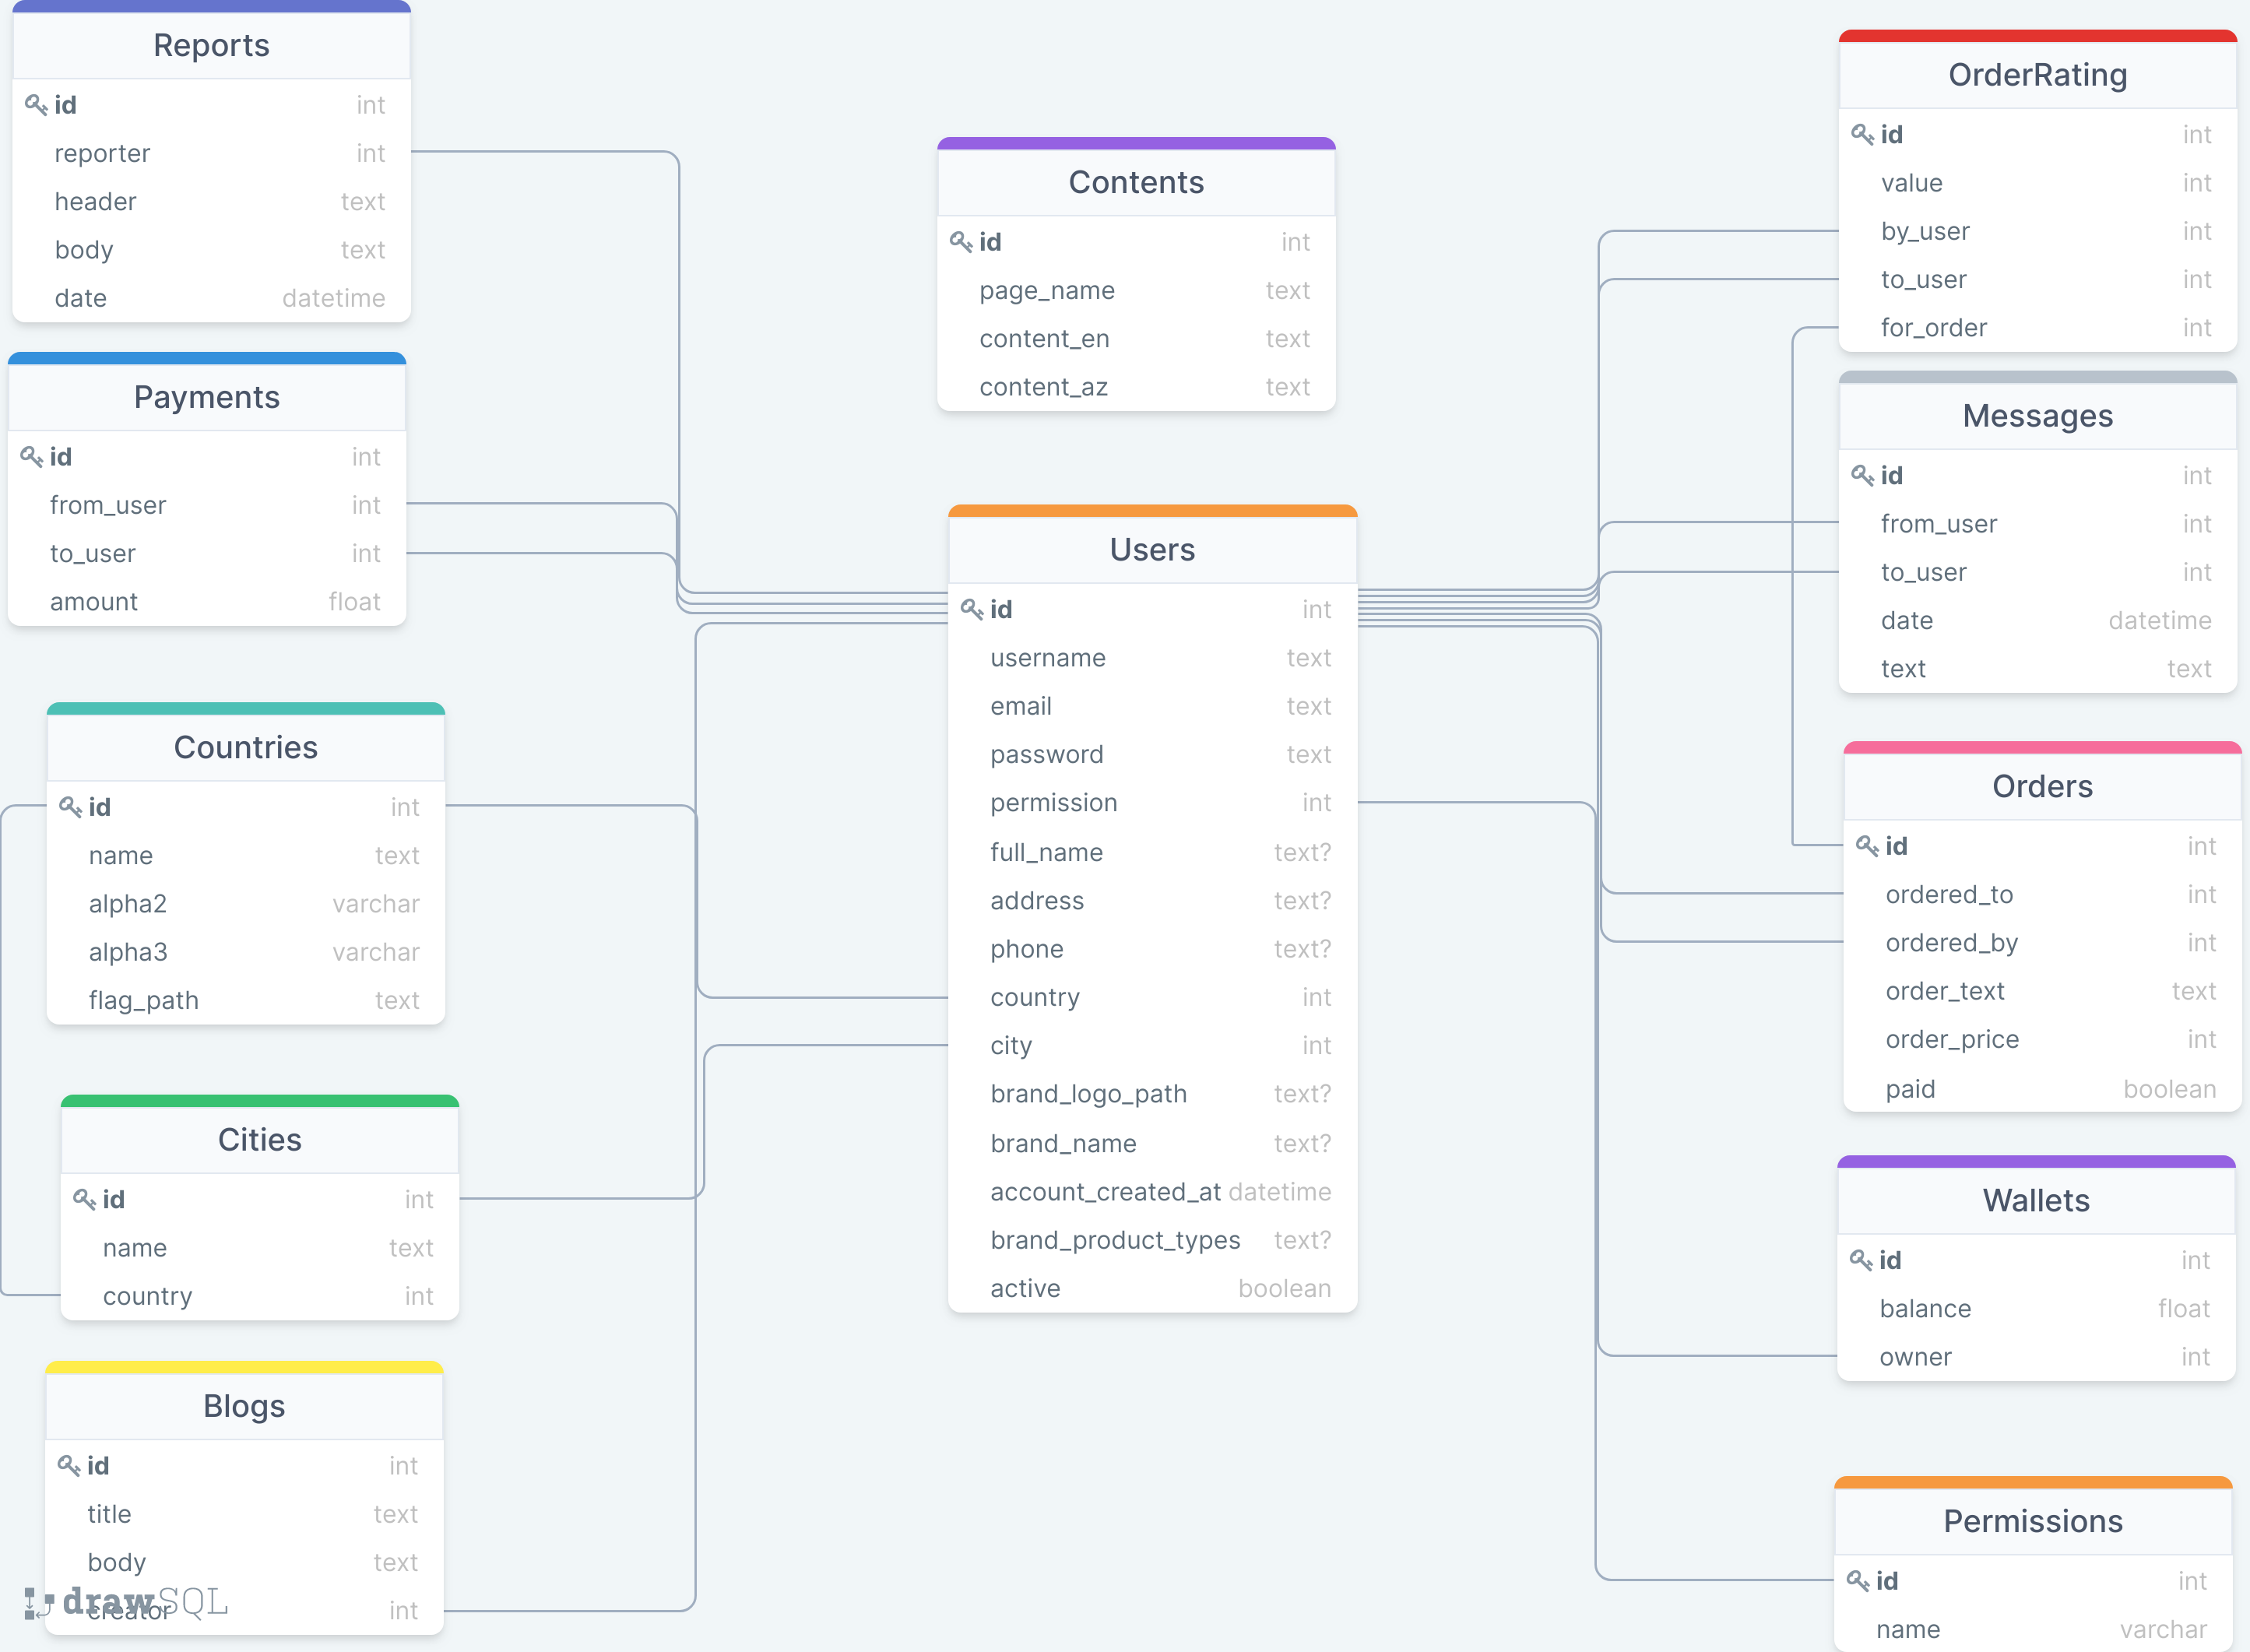 Reports
id int
reporter int
header text
body text
date datetime
Payments
id int
from_user int
to_user int
amount float
Countries
id int
name text
alpha2 varchar
alpha3 varchar
flag_path text
Cities
id int
name text
country int
Blogs
id int
title text
body text
creator int
drawSQL
Contents
id int
page_name text
content_en text
content_az text
Users
id int
username text
email text
password text
permission int
full_name text?
address text?
phone text?
country int
city int
brand_logo_path text?
brand_name text?
account_created_at datetime
brand_product_types text?
active boolean
OrderRating
id int
value int
by_user int
to_user int
for_order int
Messages
id int
from_user int
to_user int
date datetime
text text
Orders
id int
ordered_to int
ordered_by int
order_text text
order_price int
paid boolean
Wallets
id int
balance float
owner int
Permissions
id int
name varchar